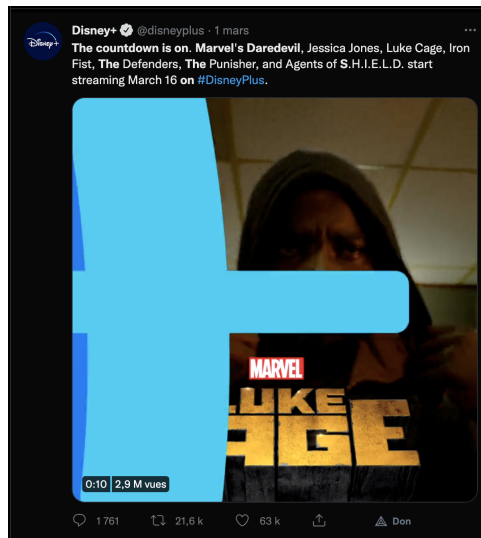 Disney+ @disneyplus · 1 mars
The countdown is on. Marvel's Daredevil, Jessica Jones, Luke Cage, Iron
Fist, The Defenders, The Punisher, and Agents of S.H.I.E.L.D. start
streaming March 16 on #DisneyPlus.
Disney+
MARVEL
LUKE
AGE
0:10 2,9 M vues
1 761 21,6 k 63 k Don